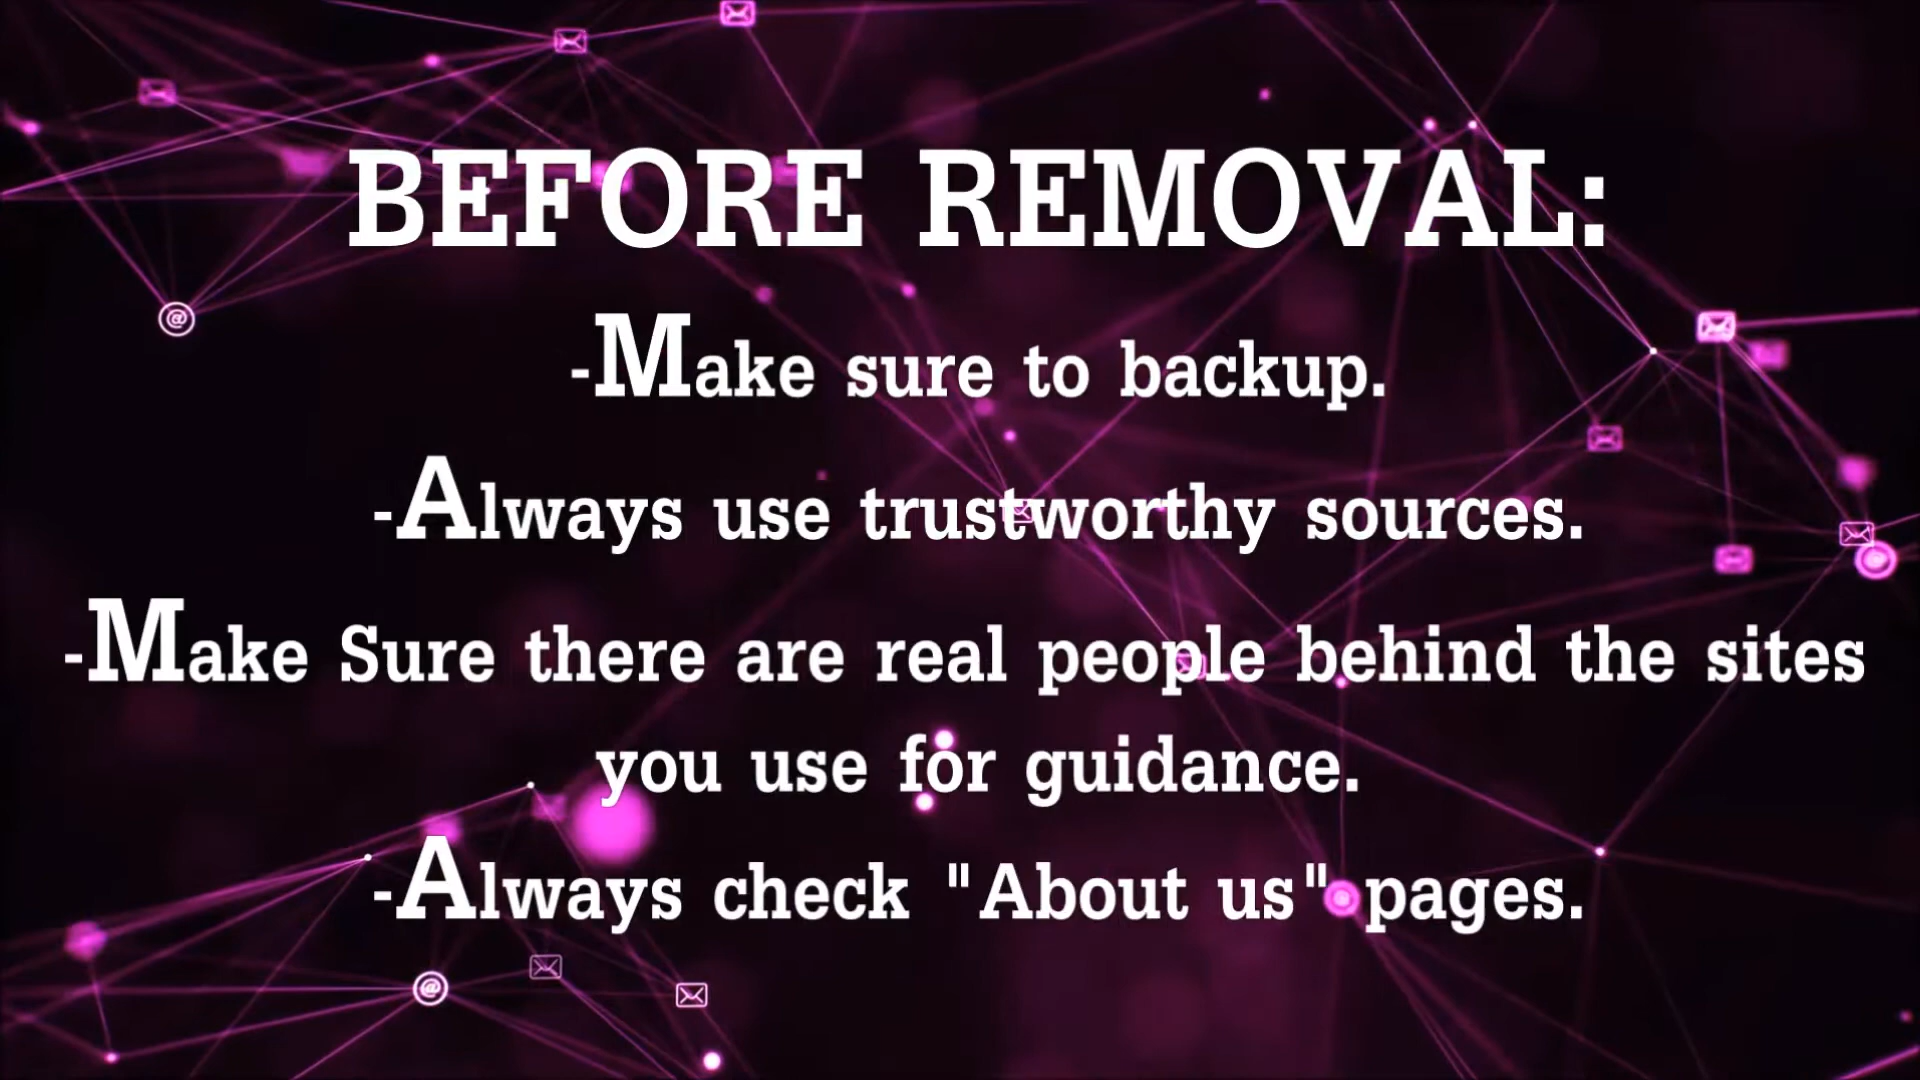 BEFORE REMOVAL:
-Make sure to backup.
-Always use trustworthy sources.
-Make Sure there are real people behind the sites
you use for guidance.
-Always check "About us" pages.